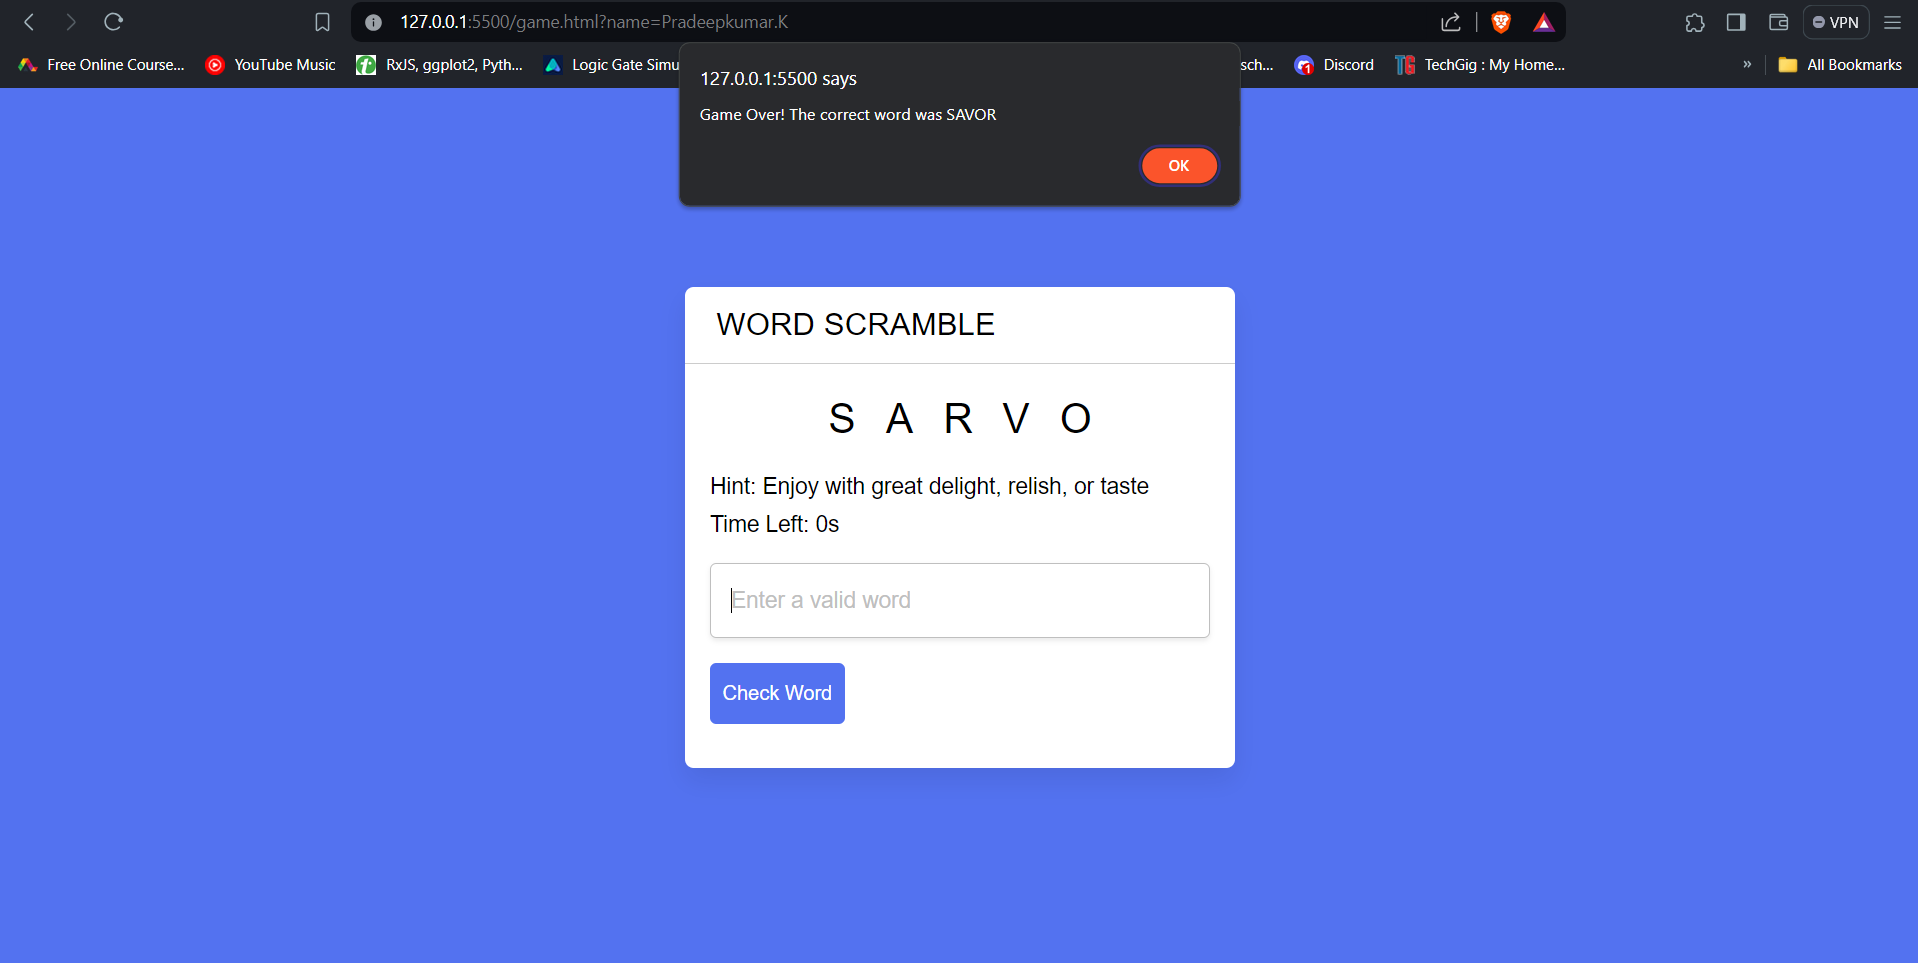 127.0.0.1:5500/game.html?name=Pradeepkumar.K
VPN
Free Online Course... YouTube Music RxJS, ggplot2, Pyth... Logic Gate Simu sch... Discord TechGig : My Home... » All Bookmarks
127.0.0.1:5500 says
Game Over! The correct word was SAVOR
OK
WORD SCRAMBLE
S A R V O
Hint: Enjoy with great delight, relish, or taste
Time Left: 0s
Enter a valid word
Check Word